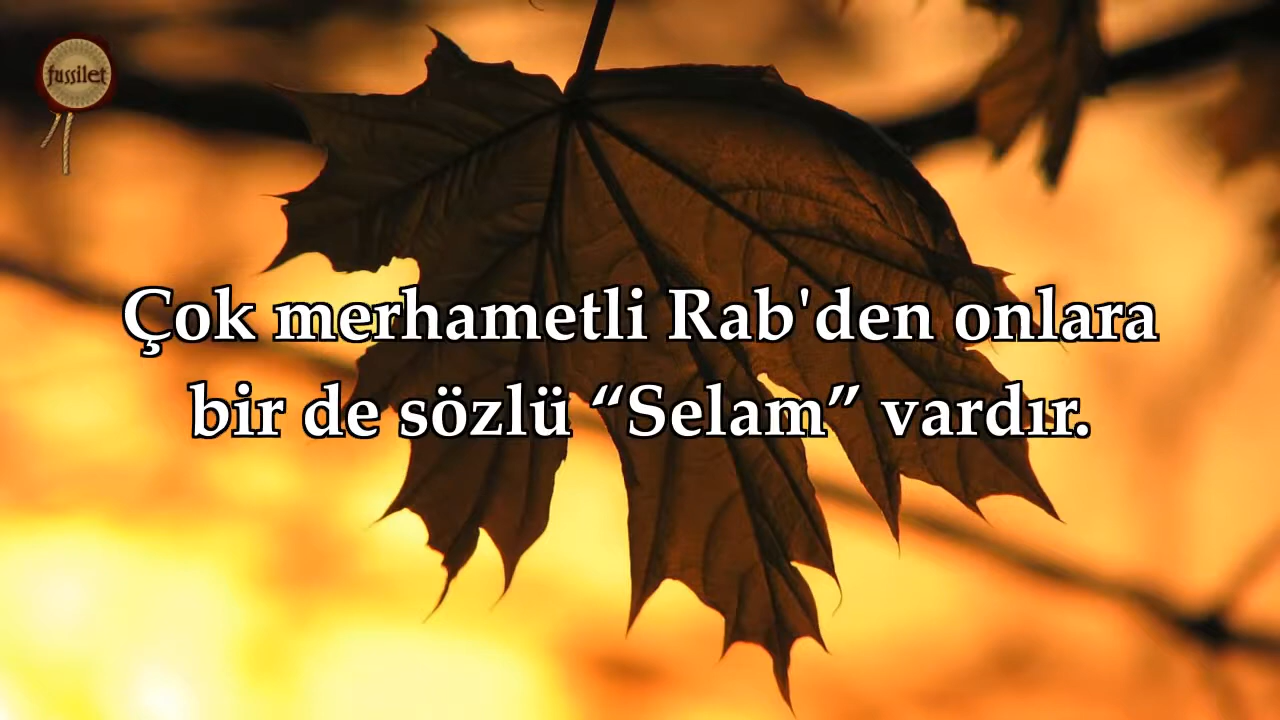 fussilet
Çok merhametli Rab'den onlara
bir de sözlü “Selam” vardır.